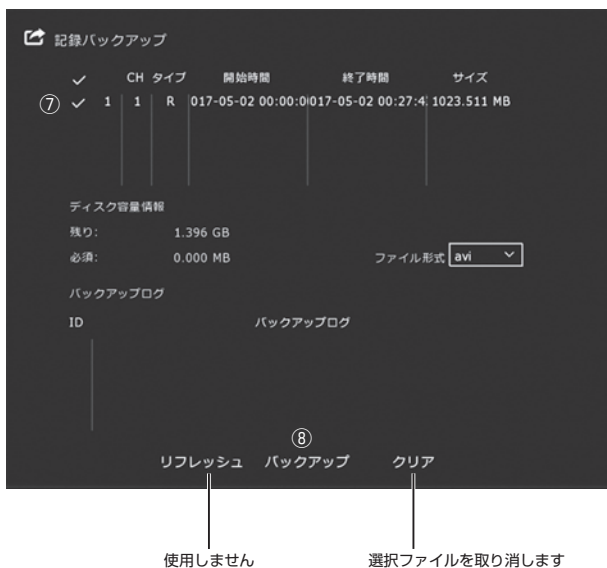 記録バックアップ
✓ CH タイプ 開始時間 終了時間 サイズ
⑦ ✓ 1 1 R 017-05-02 00:00:0 017-05-02 00:27:4 1023.511 MB
ディスク容量情報
残り: 1.396 GB
必須: 0.000 MB ファイル形式 avi
バックアップログ
ID バックアップログ
⑧
リフレッシュ バックアップ クリア
使用しません 選択ファイルを取り消します